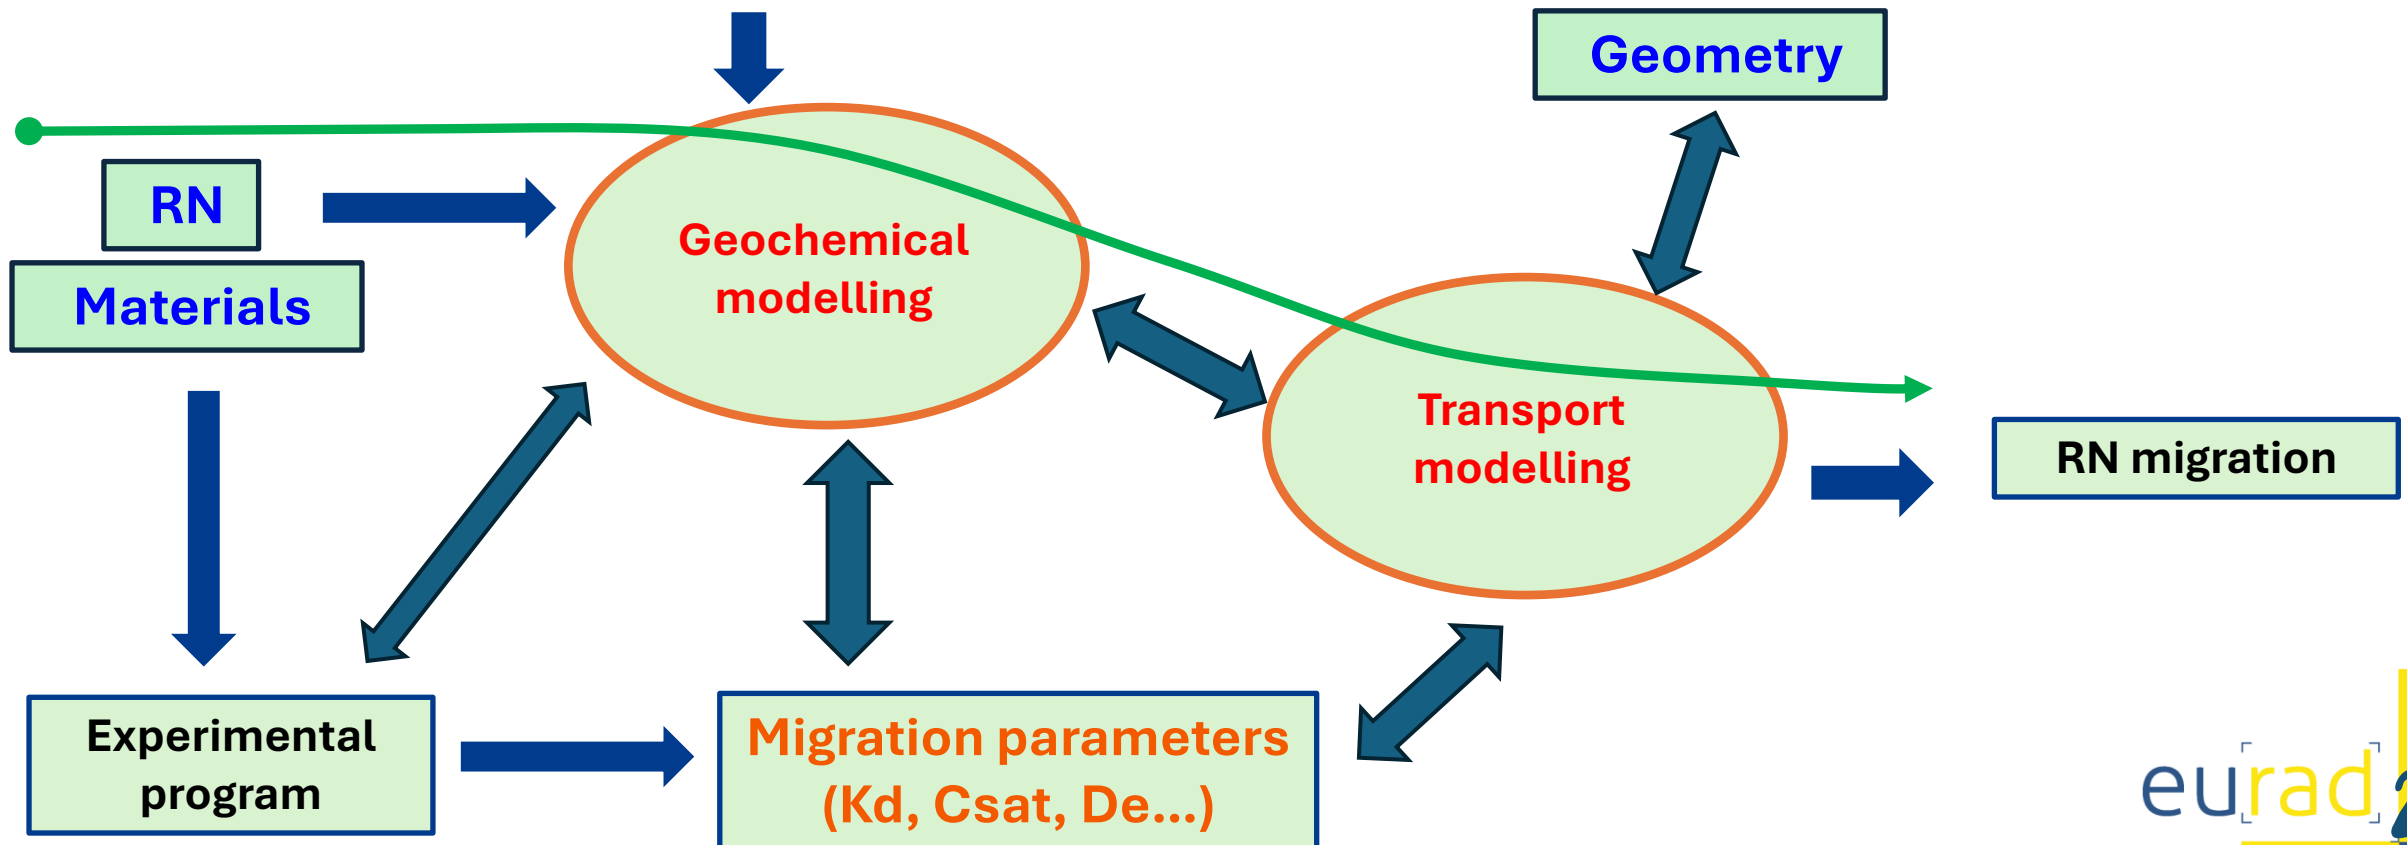 Geometry
RN
Materials
Geochemical
modelling
Transport
modelling
RN migration
Experimental
program
Migration parameters
(Kd, Csat, De...)
eurad